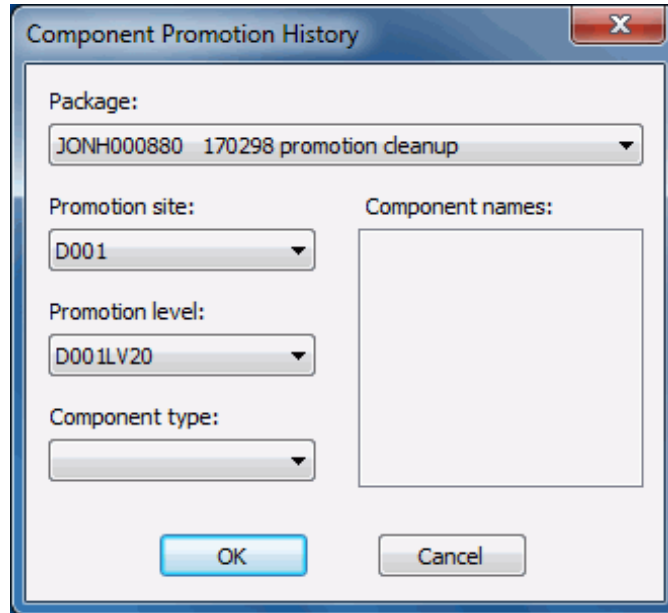 Component Promotion History
Package:
JONH000880 170298 promotion cleanup
Promotion site:
Component names:
D001
Promotion level:
D001LV20
Component type:
OK
Cancel